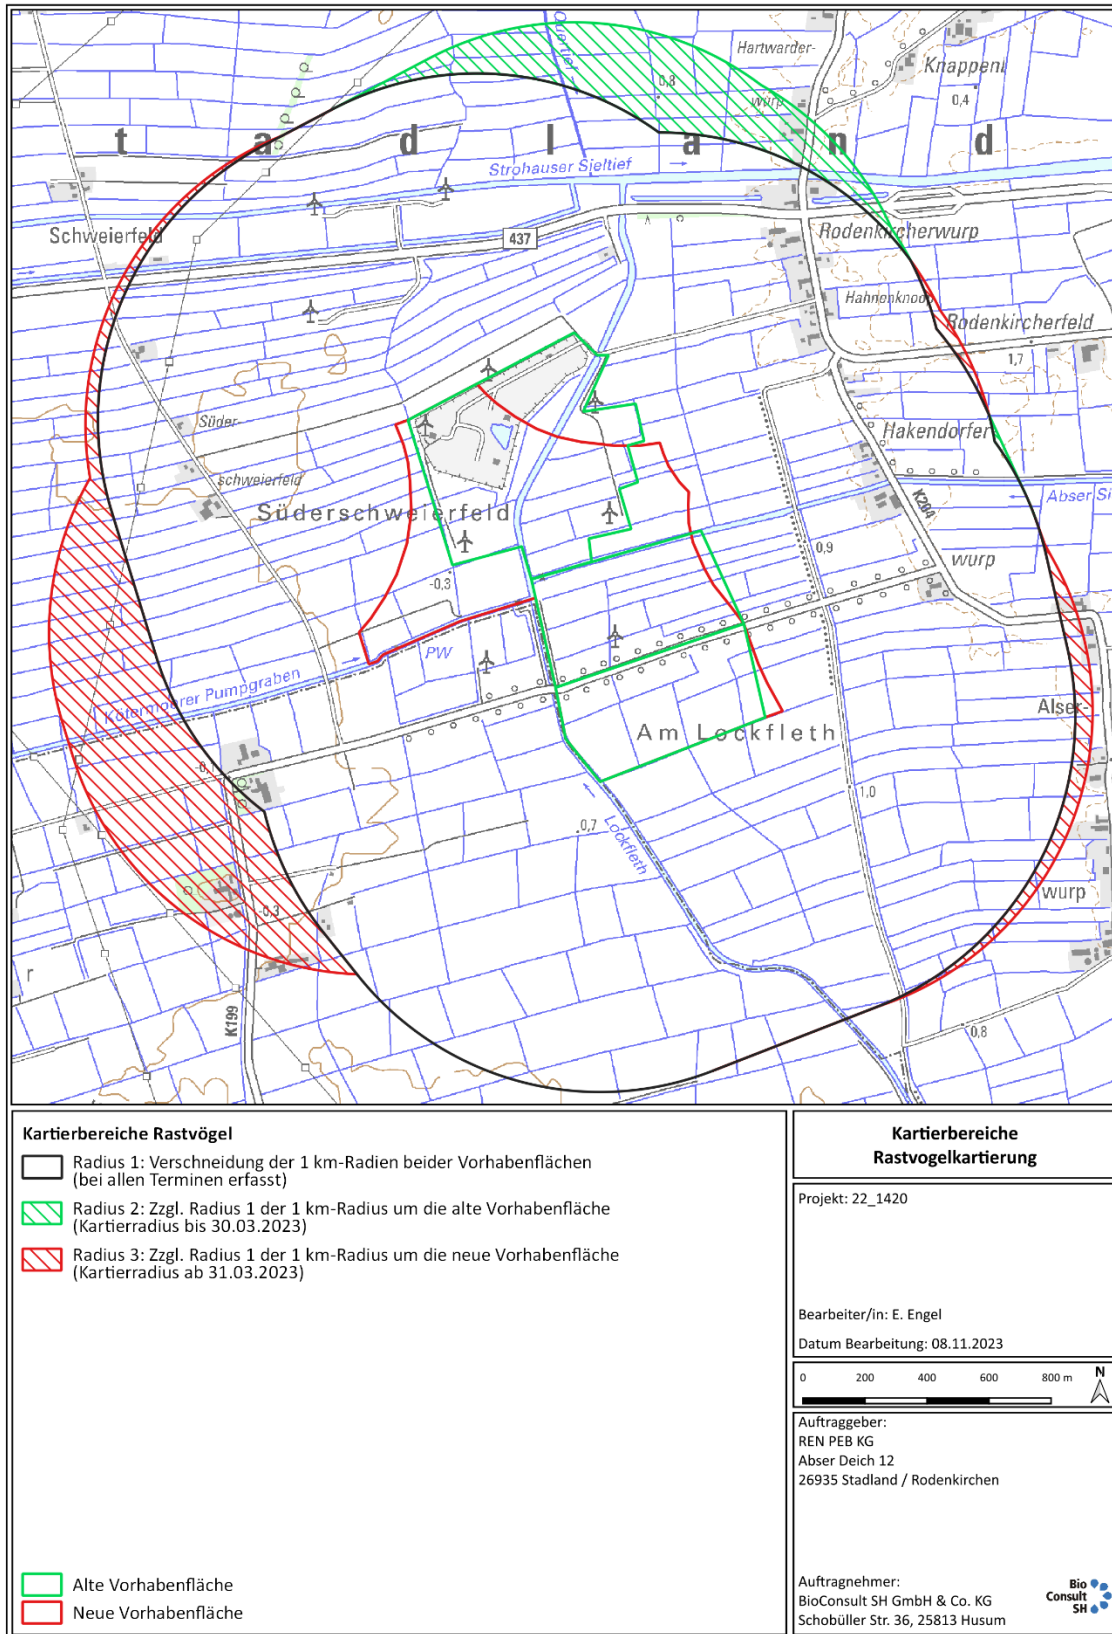 Quertief
Hartwarder-
wurp
Knappenl
0,8
0,4
t a d l a n d
Strohauser Sieltief
Schweierfeld
437
Rodenkircherwurp
Hahnenknoop
Rodenkircherfeld
1,7
Süder-
schweierfeld
Hakendorfer
K204
Abser Si
Süderschweierfeld
0,9
wurp
-0,3
PW
Kötermoorer Pumpgraben
Alser-
Am Lockfleth
-0,1
1,0
0,7
Lockfleth
wurp
-0,3
r
K199
0,8
Kartierbereiche Rastvögel
Radius 1: Verschneidung der 1 km-Radien beider Vorhabenflächen
(bei allen Terminen erfasst)
Radius 2: Zzgl. Radius 1 der 1 km-Radius um die alte Vorhabenfläche
(Kartierradius bis 30.03.2023)
Radius 3: Zzgl. Radius 1 der 1 km-Radius um die neue Vorhabenfläche
(Kartierradius ab 31.03.2023)
Alte Vorhabenfläche
Neue Vorhabenfläche
Kartierbereiche
Rastvogelkartierung
Projekt: 22_1420
Bearbeiter/in: E. Engel
Datum Bearbeitung: 08.11.2023
0 200 400 600 800 m
N
Auftraggeber:
REN PEB KG
Abser Deich 12
26935 Stadland / Rodenkirchen
Auftragnehmer:
BioConsult SH GmbH & Co. KG
Schobüller Str. 36, 25813 Husum
Bio
Consult
SH